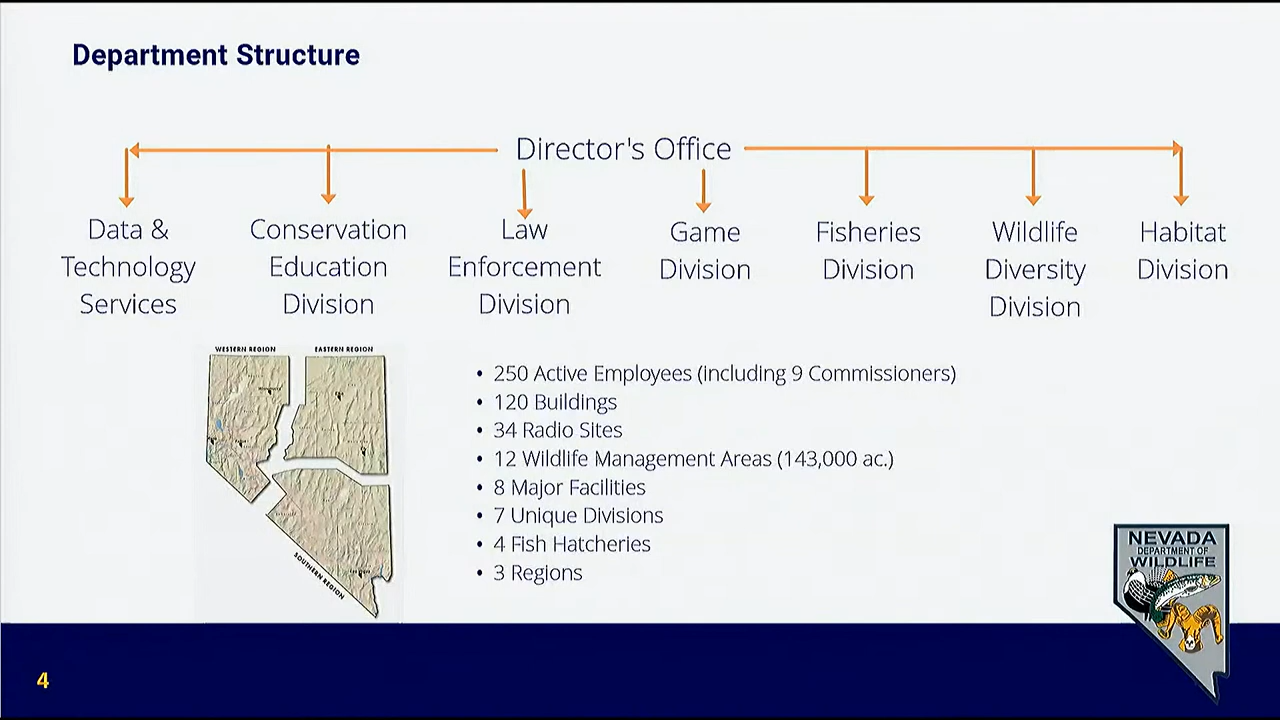 Department Structure
Director's Office
Data &
Technology
Services
Conservation
Education
Division
Law
Enforcement
Division
Game
Division
Fisheries
Division
Wildlife
Diversity
Division
Habitat
Division
WESTERN REGION
EASTERN REGION
SOUTHERN REGION
• 250 Active Employees (including 9 Commissioners)
• 120 Buildings
• 34 Radio Sites
• 12 Wildlife Management Areas (143,000 ac.)
• 8 Major Facilities
• 7 Unique Divisions
• 4 Fish Hatcheries
• 3 Regions
NEVADA
DEPARTMENT OF
WILDLIFE
4